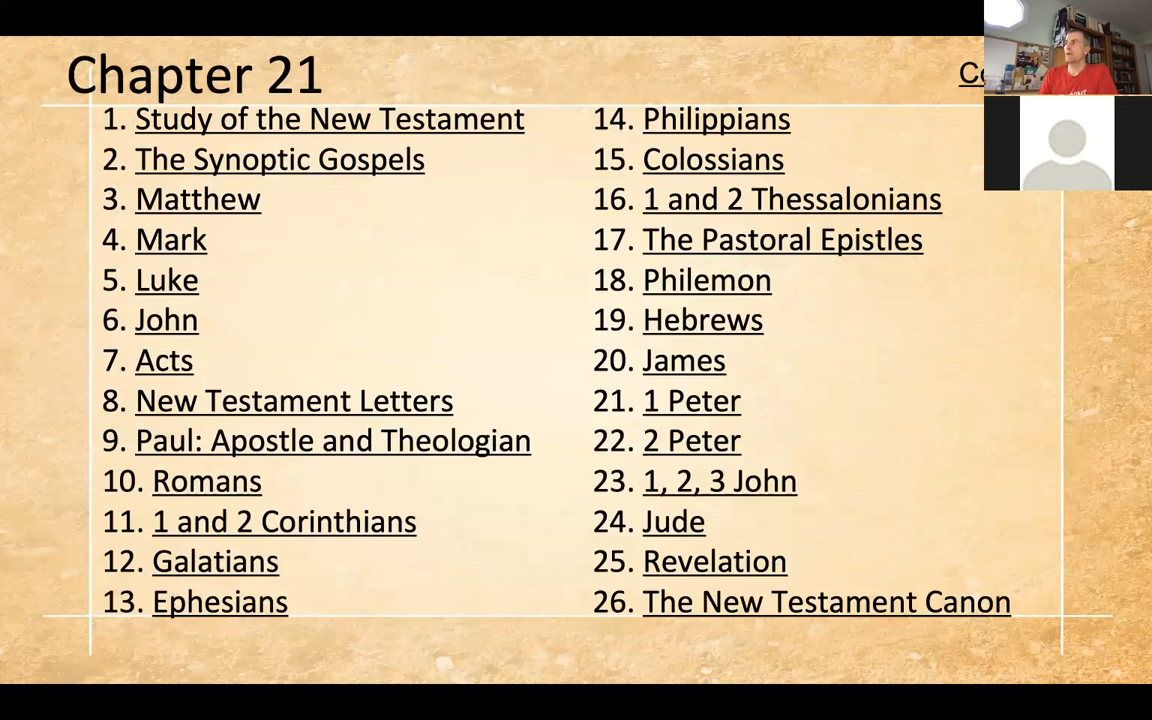 Chapter 21
1. Study of the New Testament
2. The Synoptic Gospels
3. Matthew
4. Mark
5. Luke
6. John
7. Acts
8. New Testament Letters
9. Paul: Apostle and Theologian
10. Romans
11. 1 and 2 Corinthians
12. Galatians
13. Ephesians
14. Philippians
15. Colossians
16. 1 and 2 Thessalonians
17. The Pastoral Epistles
18. Philemon
19. Hebrews
20. James
21. 1 Peter
22. 2 Peter
23. 1, 2, 3 John
24. Jude
25. Revelation
26. The New Testament Canon